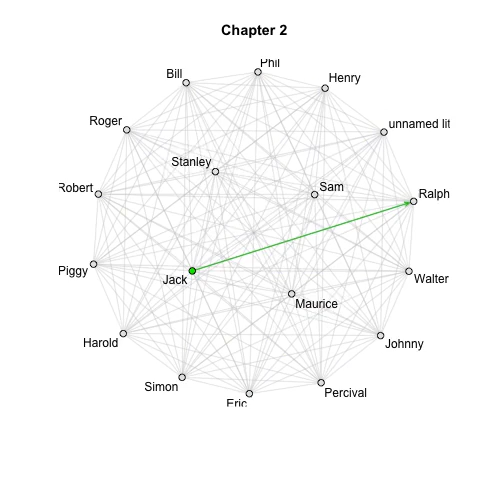 Chapter 2
Phil
Bill
Henry
Roger
unnamed lit
Stanley
Robert
Sam
Ralph
Piggy
Jack
Walter
Maurice
Harold
Johnny
Simon
Percival
Eric